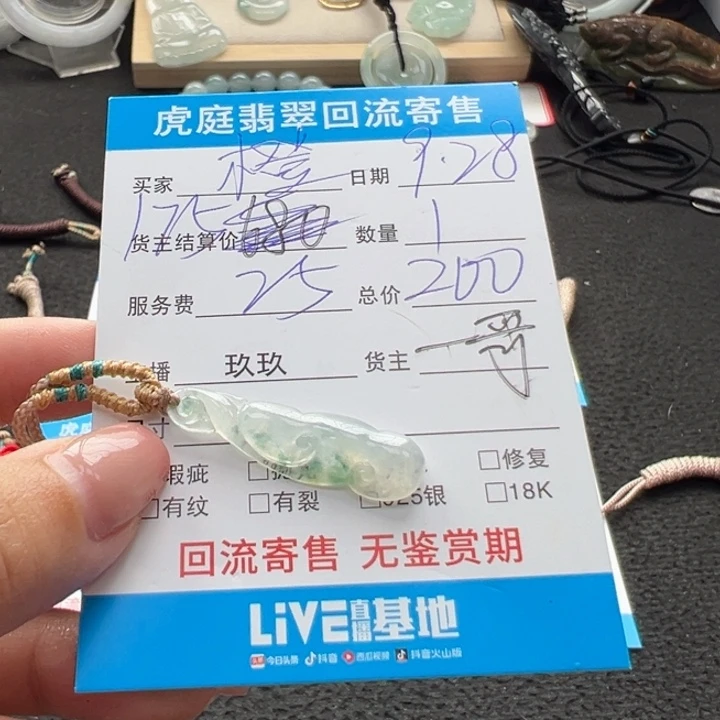 虎庭翡翠回流寄售
买家 橙 日期 9.28
货主结算价 175 数量 1
服务费 25 总价 200
播 玖玖 货主
尺寸
瑕疵 □ □修复
□有纹 □有裂 □925银 □18K
回流寄售 无鉴赏期
LiVE直播基地
今日头条 抖音 西瓜视频 抖音火山版